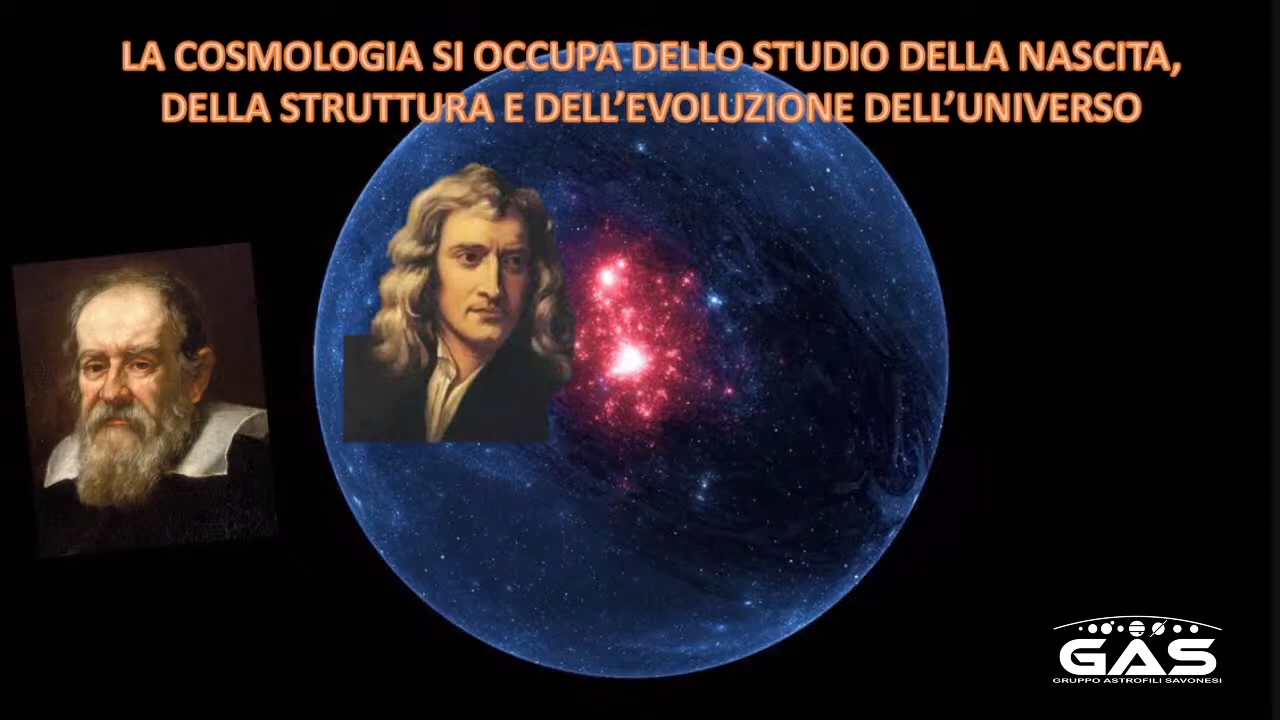 LA COSMOLOGIA SI OCCUPA DELLO STUDIO DELLA NASCITA,
DELLA STRUTTURA E DELL’EVOLUZIONE DELL’UNIVERSO
GAS
GRUPPO ASTROFILI SAVONESI